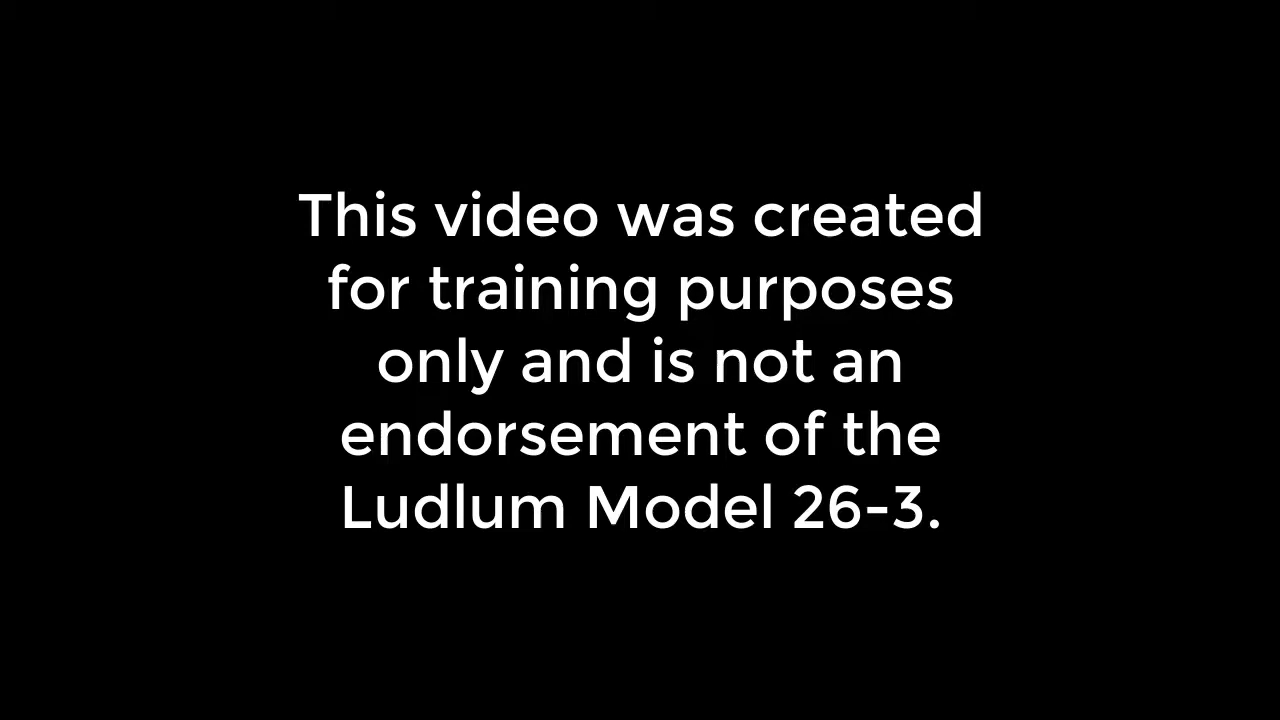 This video was created
for training purposes
only and is not an
endorsement of the
Ludlum Model 26-3.